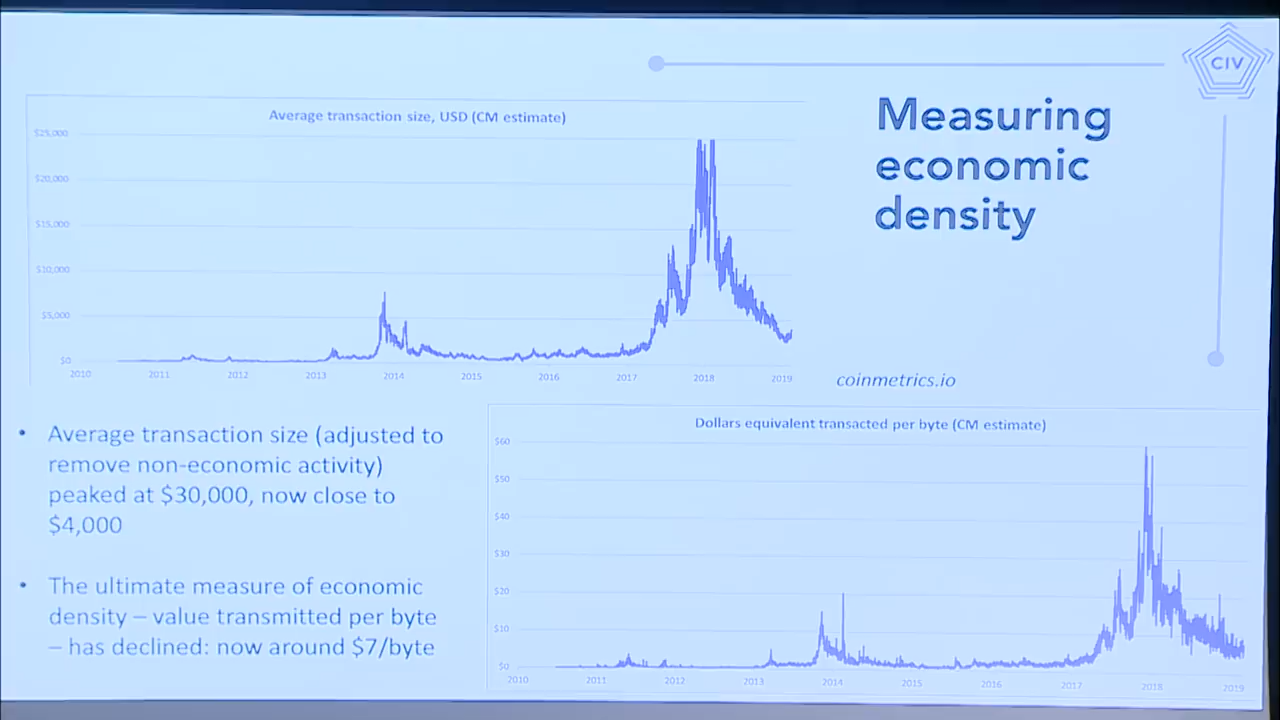 CIV
Measuring
economic
density
Average transaction size, USD (CM estimate)
$25,000
$20,000
$15,000
$10,000
$5,000
$0
2010 2011 2012 2013 2014 2015 2016 2017 2018 2019
coinmetrics.io
• Average transaction size (adjusted to
remove non-economic activity)
peaked at $30,000, now close to
$4,000
• The ultimate measure of economic
density – value transmitted per byte
– has declined: now around $7/byte
Dollars equivalent transacted per byte (CM estimate)
$60
$50
$40
$30
$20
$10
$0
2010 2011 2012 2013 2014 2015 2016 2017 2018 2019